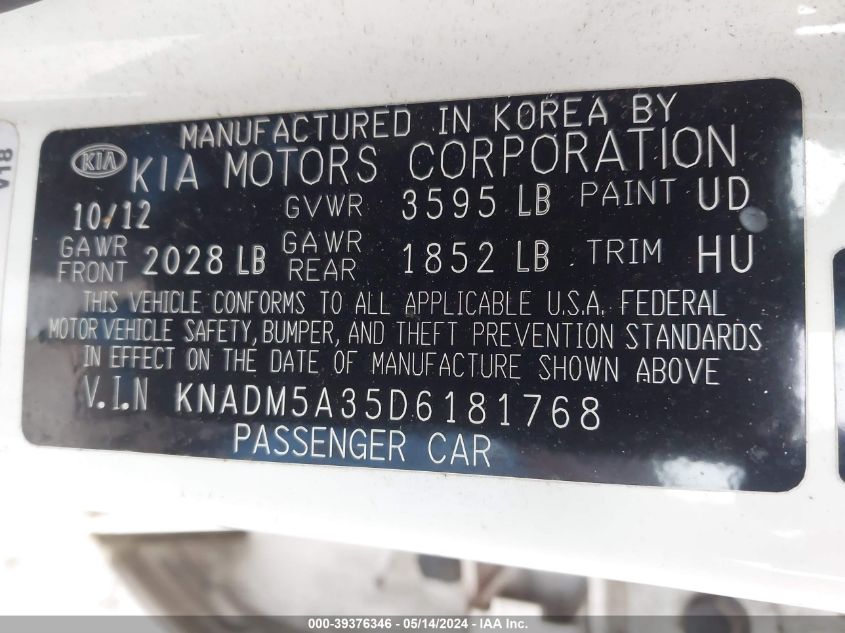 MANUFACTURED IN KOREA BY
KIA KIA MOTORS CORPORATION
10/12 GVWR 3595 LB PAINT UD
GAWR FRONT 2028 LB GAWR REAR 1852 LB TRIM HU
THIS VEHICLE CONFORMS TO ALL APPLICABLE U.S.A. FEDERAL
MOTOR VEHICLE SAFETY, BUMPER, AND THEFT PREVENTION STANDARDS
IN EFFECT ON THE DATE OF MANUFACTURE SHOWN ABOVE
V.I.N KNADM5A35D6181768
PASSENGER CAR
V18
000-39376346 - 05/14/2024 - IAA Inc.